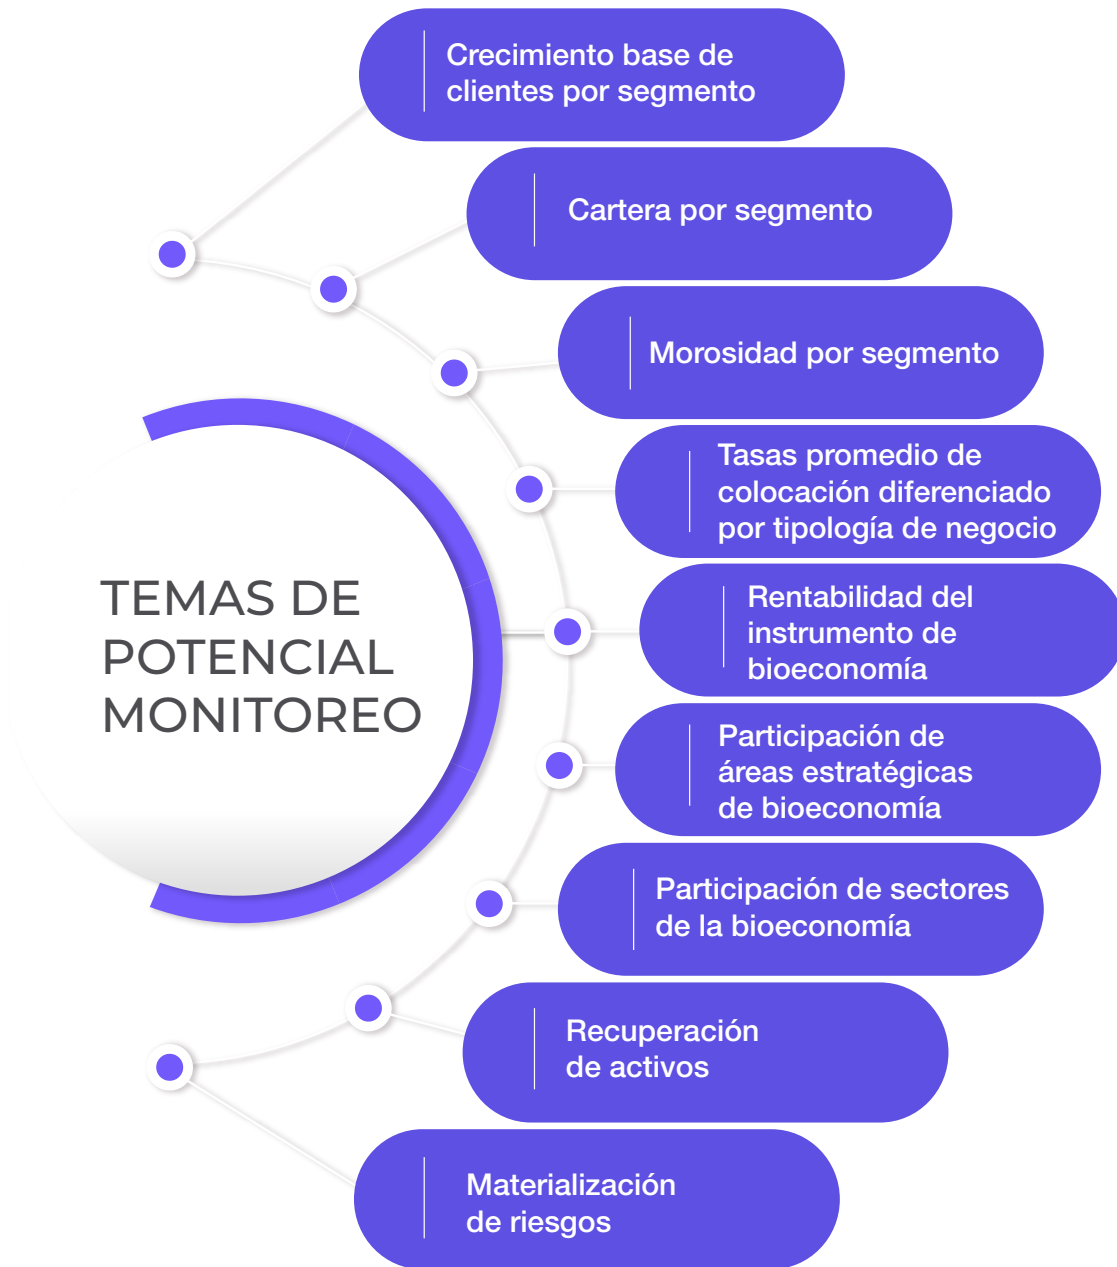 Crecimiento base de
clientes por segmento
Cartera por segmento
Morosidad por segmento
Tasas promedio de
colocación diferenciado
por tipología de negocio
TEMAS DE
POTENCIAL
MONITOREO
Rentabilidad del
instrumento de
bioeconomía
Participación de
áreas estratégicas
de bioeconomía
Participación de sectores
de la bioeconomía
Recuperación
de activos
Materialización
de riesgos